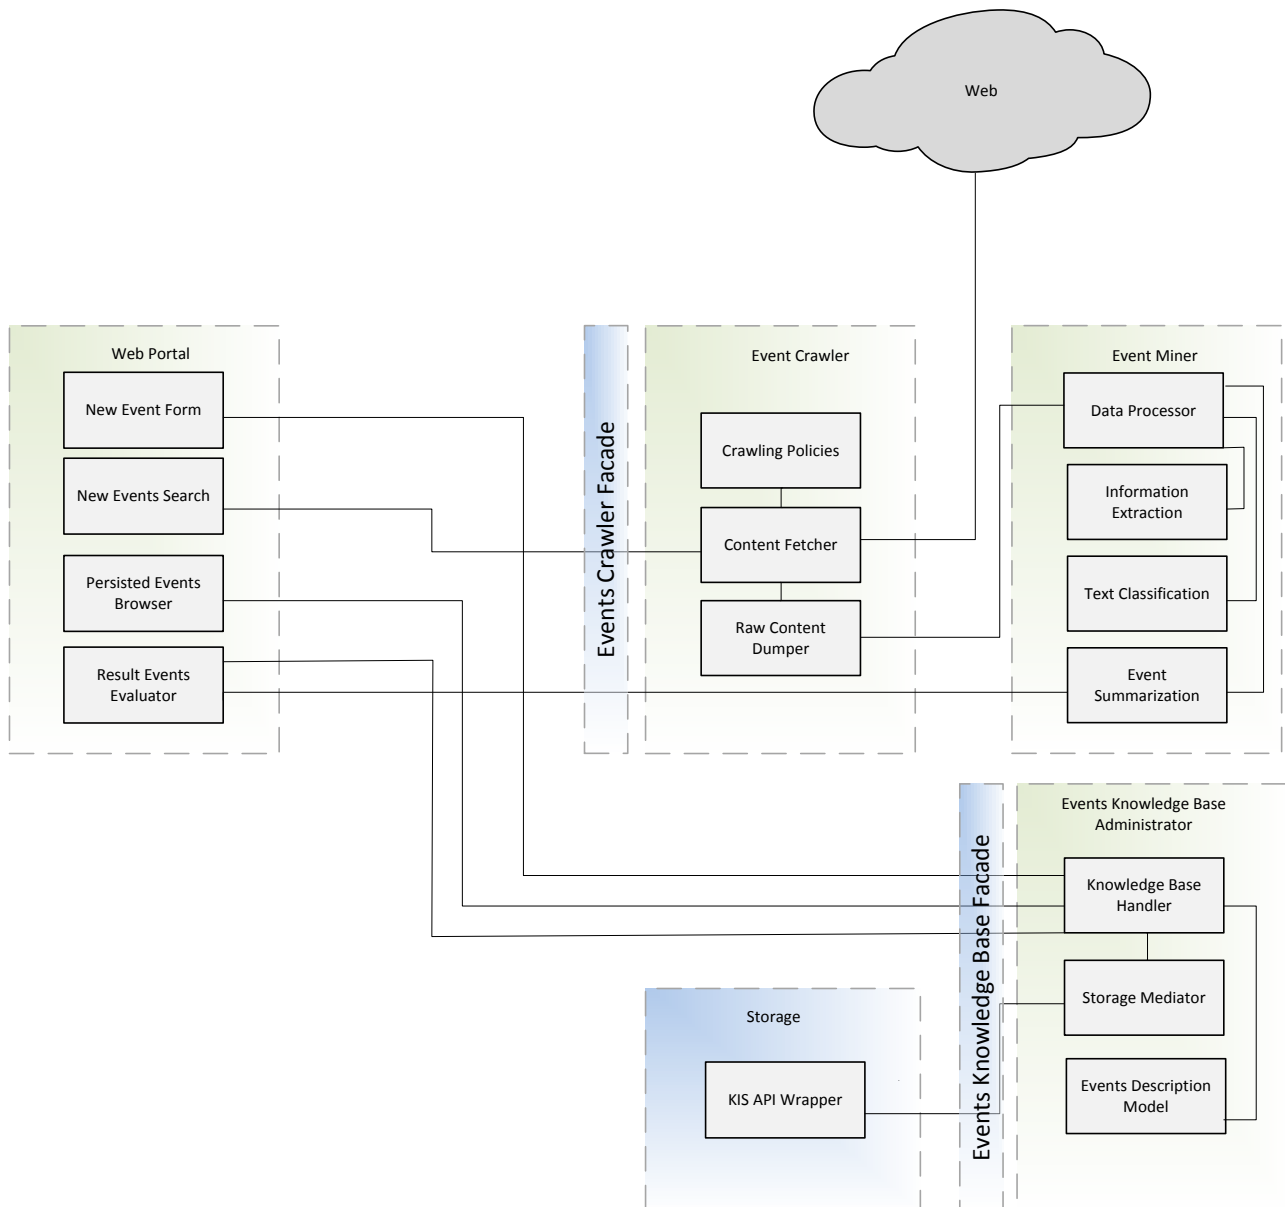 Web
Web Portal
New Event Form
New Events Search
Persisted Events
Browser
Result Events
Evaluator
Events Crawler Facade
Event Crawler
Crawling Policies
Content Fetcher
Raw Content
Dumper
Event Miner
Data Processor
Information
Extraction
Text Classification
Event
Summarization
Events Knowledge Base Facade
Events Knowledge Base
Administrator
Knowledge Base
Handler
Storage Mediator
Events Description
Model
Storage
KIS API Wrapper